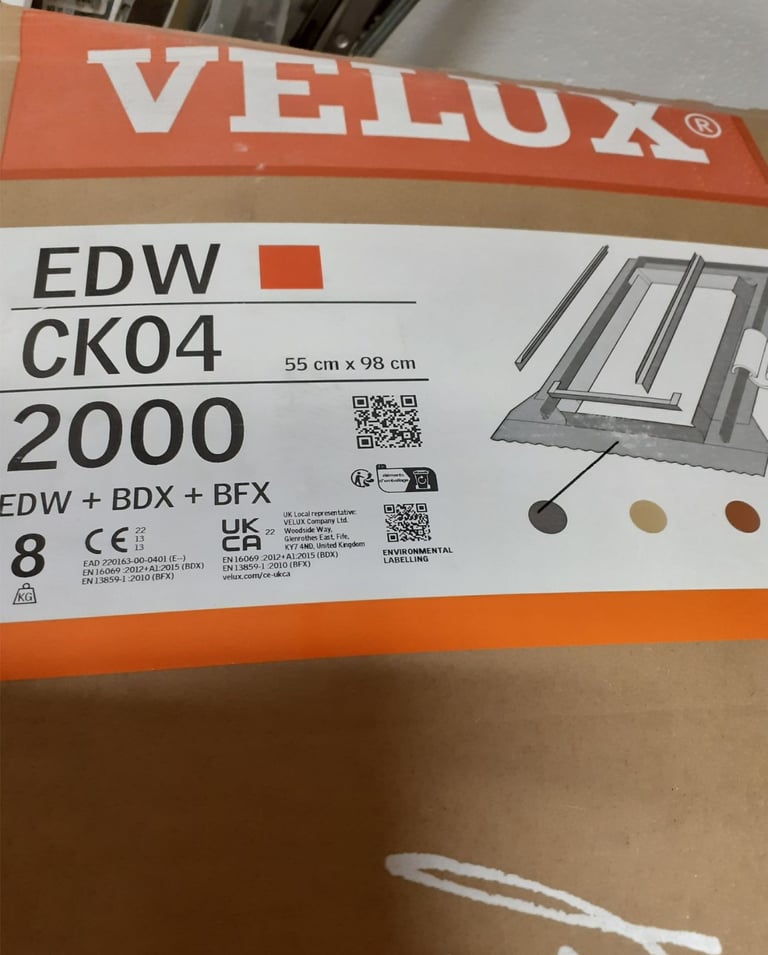 VELUX®
EDW
CK04 55 cm x 98 cm
2000
EDW + BDX + BFX
8
KG
CE 22
13
13
EAD 220163-00-0401 (E--)
EN 16069 :2012+A1:2015 (BDX)
EN 13859-1 :2010 (BFX)
UK
CA 22
EN 16069 :2012+A1:2015 (BDX)
EN 13859-1 :2010 (BFX)
velux.com/ce-ukca
UK Local representative:
VELUX Company Ltd.
Woodside Way,
Glenrothes East, Fife,
KY7 4ND, United Kingdom
éléments
d'emballage
ENVIRONMENTAL
LABELLING